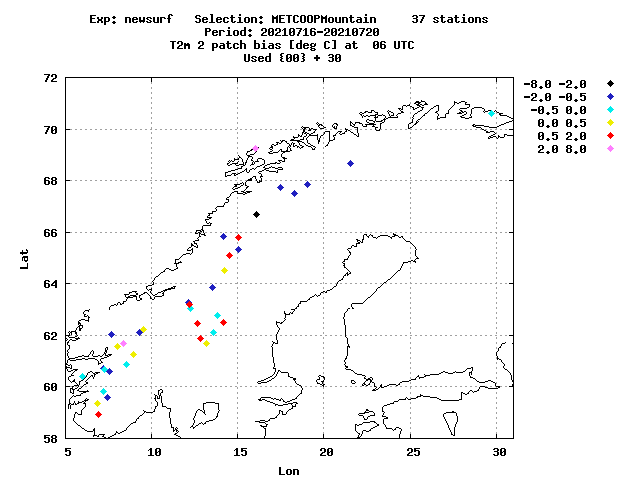 Exp: newsurf Selection: METCOOPMountain 37 stations
Period: 20210716-20210720
T2m 2 patch bias [deg C] at 06 UTC
Used {00} + 30
72
70
68
66
64
62
60
58
5 10 15 20 25 30
Lat
Lon
-8.0 -2.0
-2.0 -0.5
-0.5 0.0
0.0 0.5
0.5 2.0
2.0 8.0